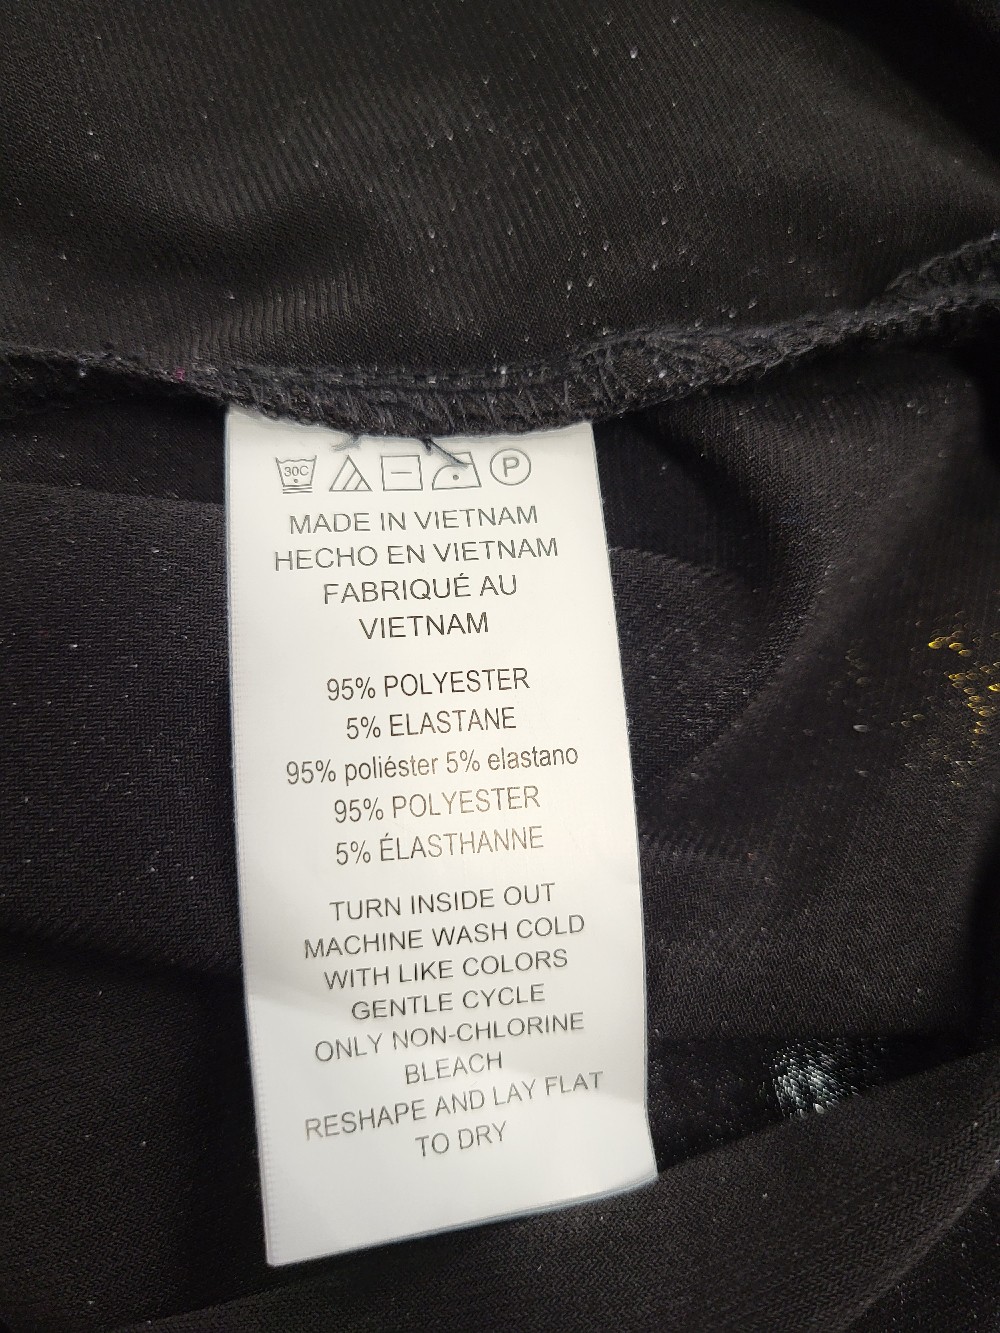 30C P
MADE IN VIETNAM
HECHO EN VIETNAM
FABRIQUÉ AU
VIETNAM
95% POLYESTER
5% ELASTANE
95% poliéster 5% elastano
95% POLYESTER
5% ÉLASTHANNE
TURN INSIDE OUT
MACHINE WASH COLD
WITH LIKE COLORS
GENTLE CYCLE
ONLY NON-CHLORINE
BLEACH
RESHAPE AND LAY FLAT
TO DRY